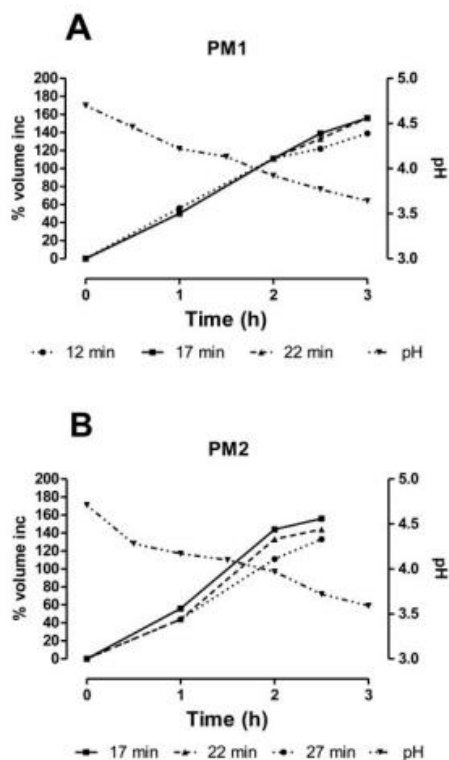 A
PM1
200
180
160
140
120
100
80
60
40
20
0
% volume inc
5.0
4.5
4.0
3.5
3.0
pH
0 1 2 3
Time (h)
12 min 17 min 22 min pH
B
PM2
200
180
160
140
120
100
80
60
40
20
0
% volume inc
5.0
4.5
4.0
3.5
3.0
pH
0 1 2 3
Time (h)
17 min 22 min 27 min pH